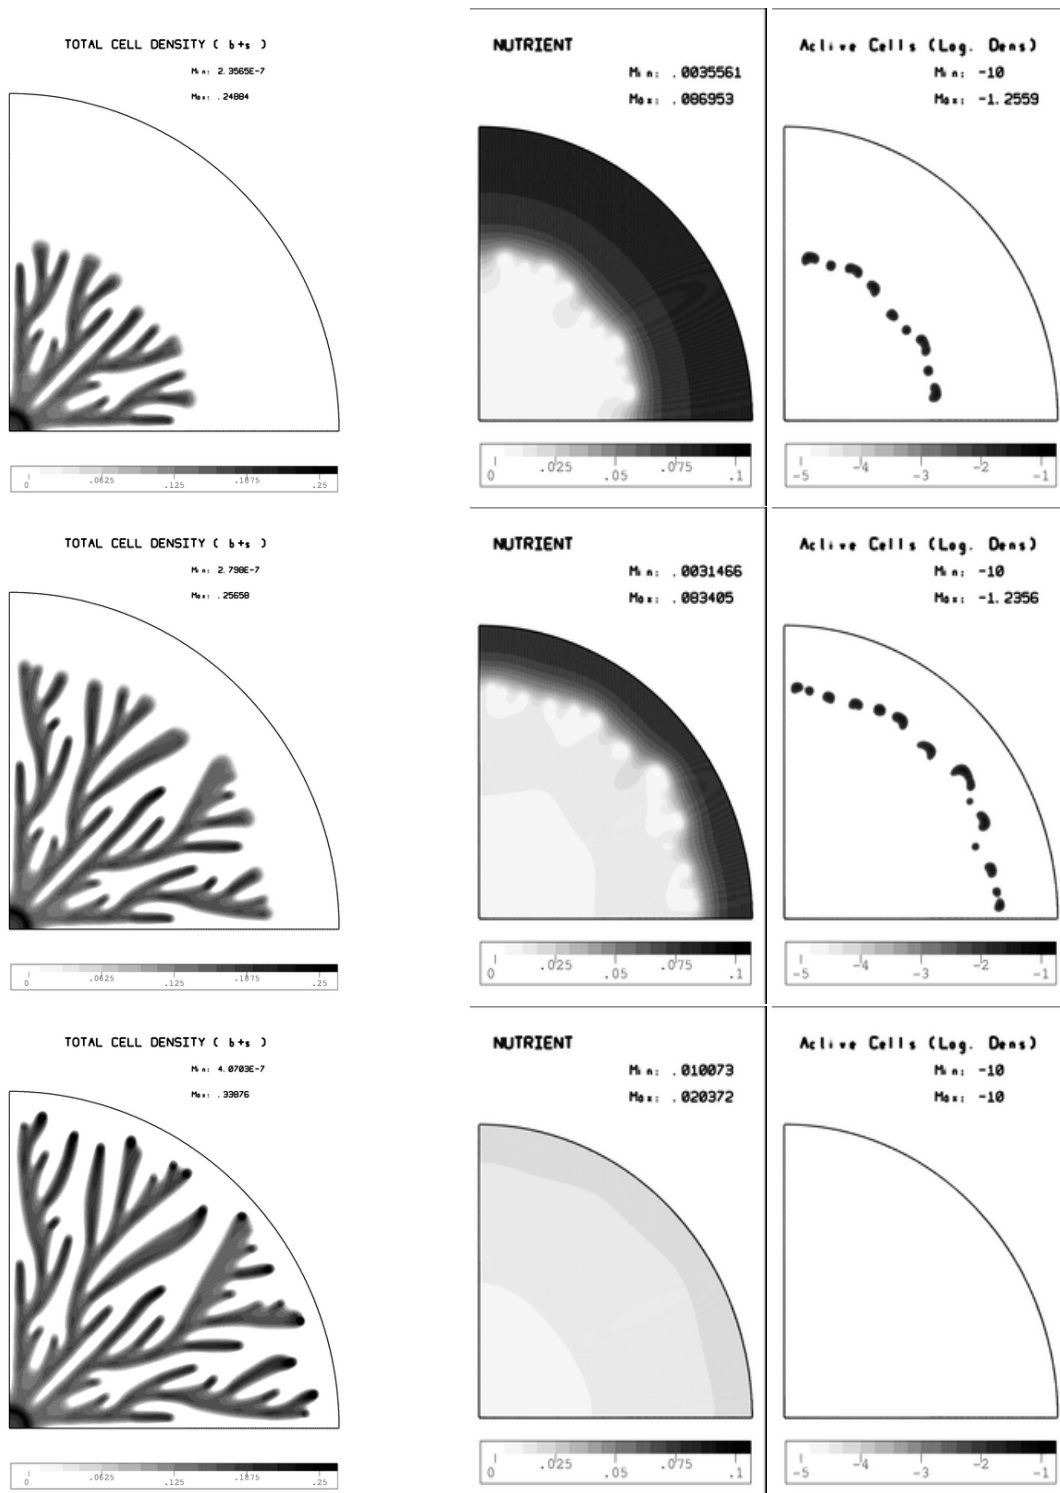 TOTAL CELL DENSITY ( b+s )
Min: 2.3565E-7
Max: .24884
0 .0625 .125 .1875 .25
NUTRIENT
Min: .0035561
Max: .086953
0 .025 .05 .075 .1
Active Cells (Log. Dens)
Min: -10
Max: -1.2559
-5 -4 -3 -2 -1
TOTAL CELL DENSITY ( b+s )
Min: 2.798E-7
Max: .25658
0 .0625 .125 .1875 .25
NUTRIENT
Min: .0031466
Max: .083405
0 .025 .05 .075 .1
Active Cells (Log. Dens)
Min: -10
Max: -1.2356
-5 -4 -3 -2 -1
TOTAL CELL DENSITY ( b+s )
Min: 4.0703E-7
Max: .33876
0 .0625 .125 .1875 .25
NUTRIENT
Min: .010073
Max: .020372
0 .025 .05 .075 .1
Active Cells (Log. Dens)
Min: -10
Max: -10
-5 -4 -3 -2 -1